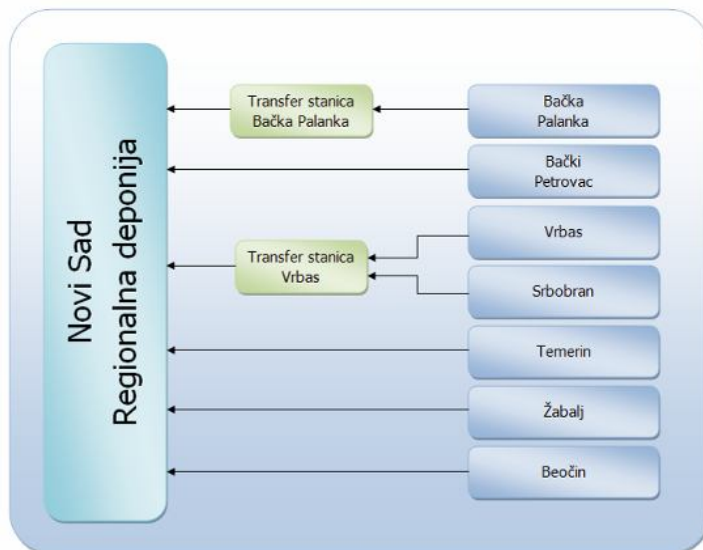 Novi Sad
Regionalna deponija
Transfer stanica
Bačka Palanka
Bačka
Palanka
Bački
Petrovac
Transfer stanica
Vrbas
Vrbas
Srbobran
Temerin
Žabalj
Beočin